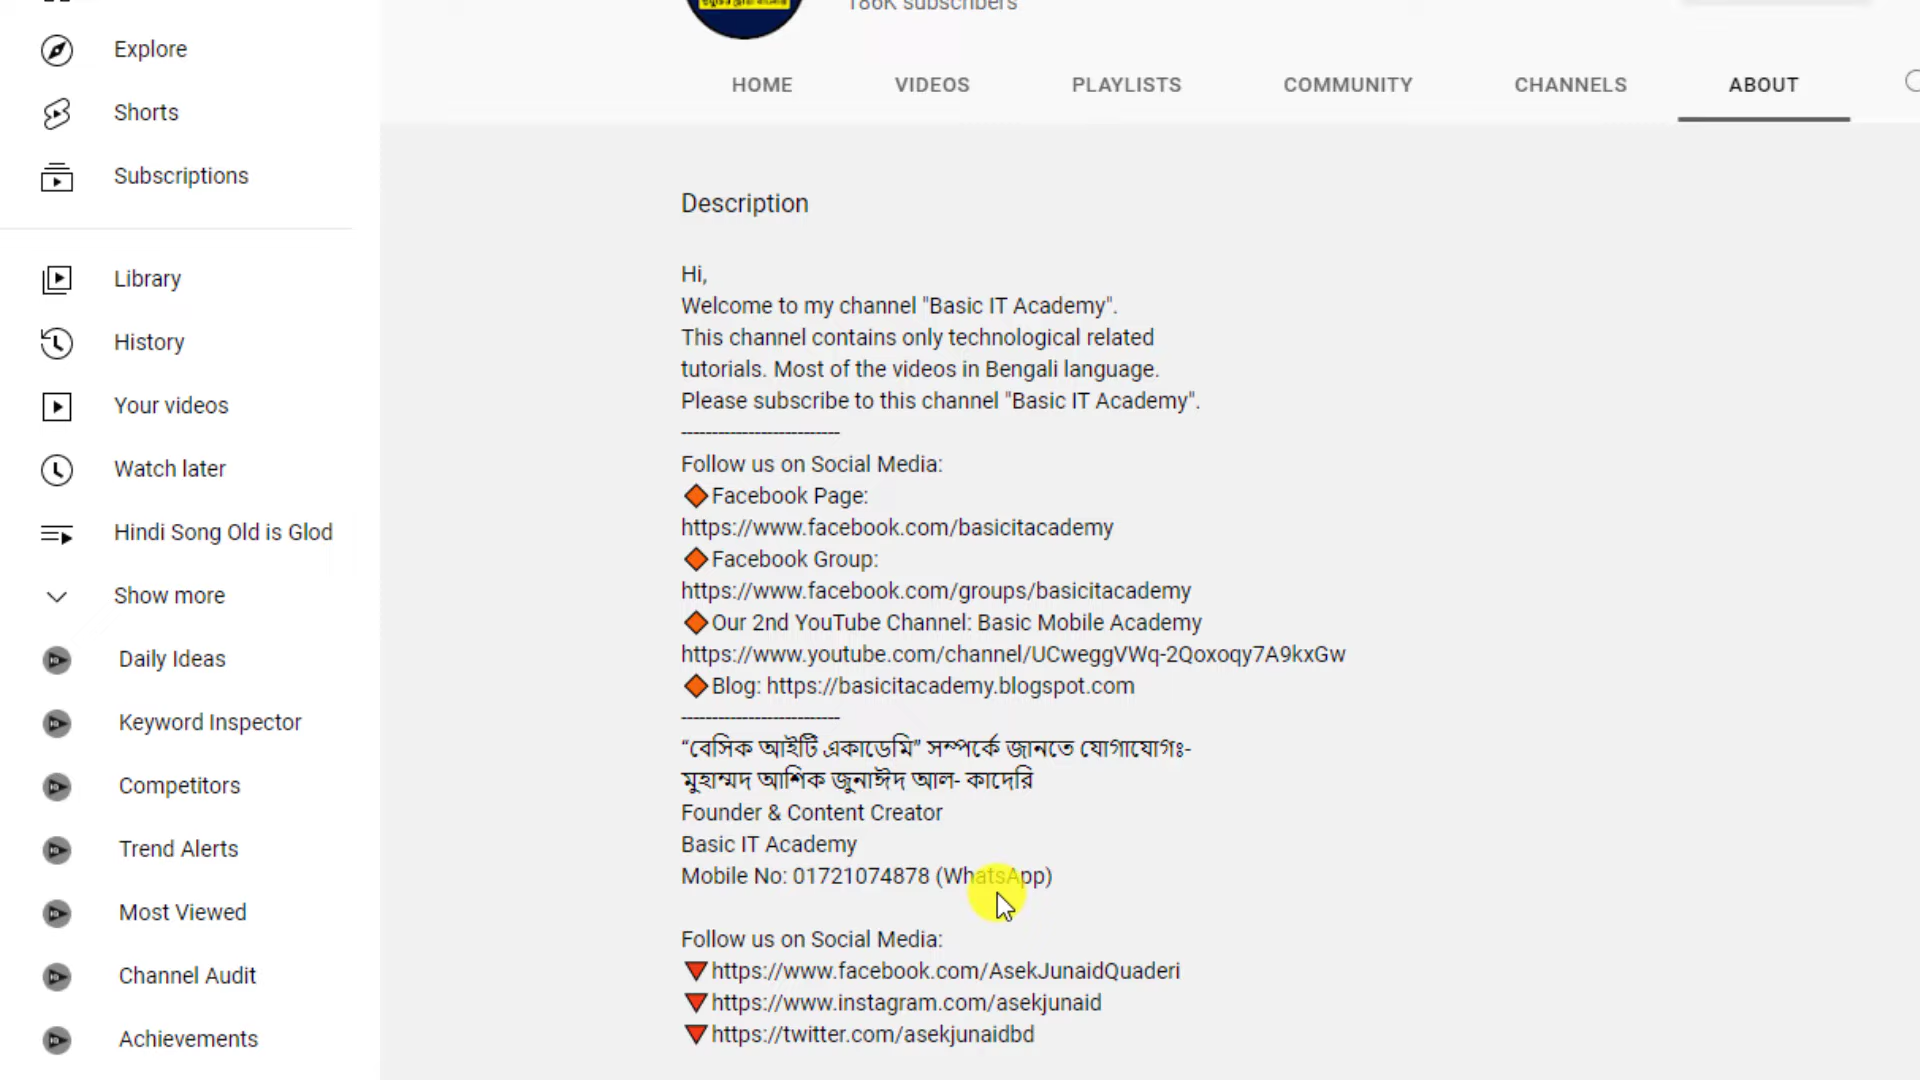 186K subscribers
HOME VIDEOS PLAYLISTS COMMUNITY CHANNELS ABOUT
Explore
Shorts
Subscriptions
Library
History
Your videos
Watch later
Hindi Song Old is Glod
Show more
Daily Ideas
Keyword Inspector
Competitors
Trend Alerts
Most Viewed
Channel Audit
Achievements
Description
Hi,
Welcome to my channel "Basic IT Academy".
This channel contains only technological related
tutorials. Most of the videos in Bengali language.
Please subscribe to this channel "Basic IT Academy".
--------------------------
Follow us on Social Media:
🔶Facebook Page:
https://www.facebook.com/basicitacademy
🔶Facebook Group:
https://www.facebook.com/groups/basicitacademy
🔶Our 2nd YouTube Channel: Basic Mobile Academy
https://www.youtube.com/channel/UCweggVWq-2Qoxoqy7A9kxGw
🔶Blog: https://basicitacademy.blogspot.com
--------------------------
“বেসিক আইটি একাডেমি” সম্পর্কে জানতে যোগাযোগঃ-
মুহাম্মদ আশিক জুনাঈদ আল- কাদেরি
Founder & Content Creator
Basic IT Academy
Mobile No: 01721074878 (WhatsApp)
Follow us on Social Media:
🔻https://www.facebook.com/AsekJunaidQuaderi
🔻https://www.instagram.com/asekjunaid
🔻https://twitter.com/asekjunaidbd